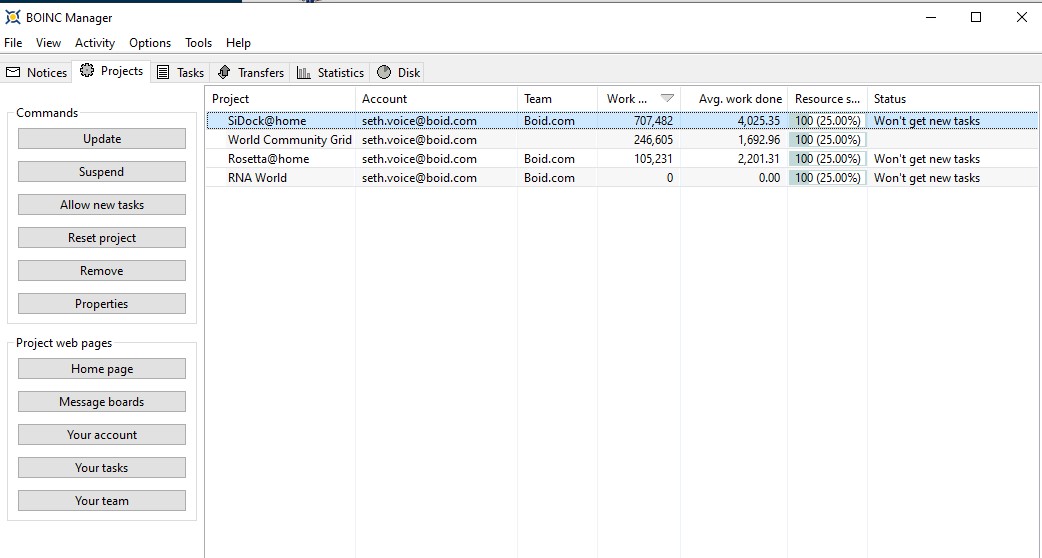 BOINC Manager
File View Activity Options Tools Help
Notices Projects Tasks Transfers Statistics Disk
Commands
Update
Suspend
Allow new tasks
Reset project
Remove
Properties
Project web pages
Home page
Message boards
Your account
Your tasks
Your team
Project Account Team Work ... Avg. work done Resource s... Status
SiDock@home seth.voice@boid.com Boid.com 707,482 4,025.35 100 (25.00%) Won't get new tasks
World Community Grid seth.voice@boid.com 246,605 1,692.96 100 (25.00%)
Rosetta@home seth.voice@boid.com Boid.com 105,231 2,201.31 100 (25.00%) Won't get new tasks
RNA World seth.voice@boid.com Boid.com 0 0.00 100 (25.00%) Won't get new tasks